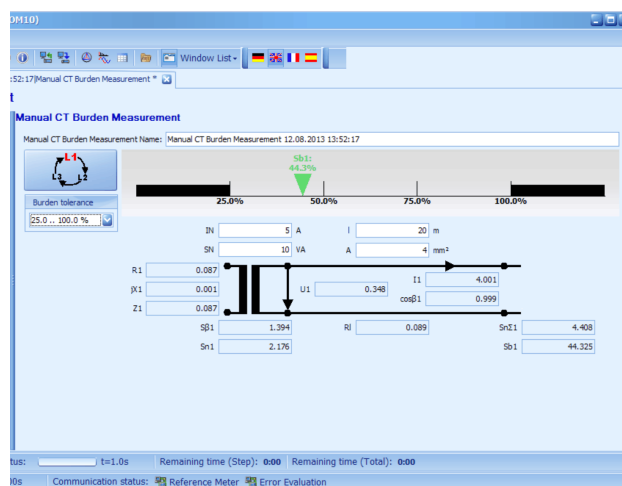 OM10)
Window List
:52:17|Manual CT Burden Measurement *
t
Manual CT Burden Measurement
Manual CT Burden Measurement Name: Manual CT Burden Measurement 12.08.2013 13:52:17
L1
L3 L2
Sb1:
44.3%
25.0% 50.0% 75.0% 100.0%
Burden tolerance
25.0 .. 100.0 %
IN 5 A l 20 m
SN 10 VA A 4 mm²
R1 0.087
jX1 0.001
Z1 0.087
U1 0.348
I1 4.001
cosβ1 0.999
Sβ1 1.394 Rl 0.089 SnΣ1 4.408
Sn1 2.176 Sb1 44.325
tus: t=1.0s Remaining time (Step): 0:00 Remaining time (Total): 0:00
00s Communication status: Reference Meter Error Evaluation